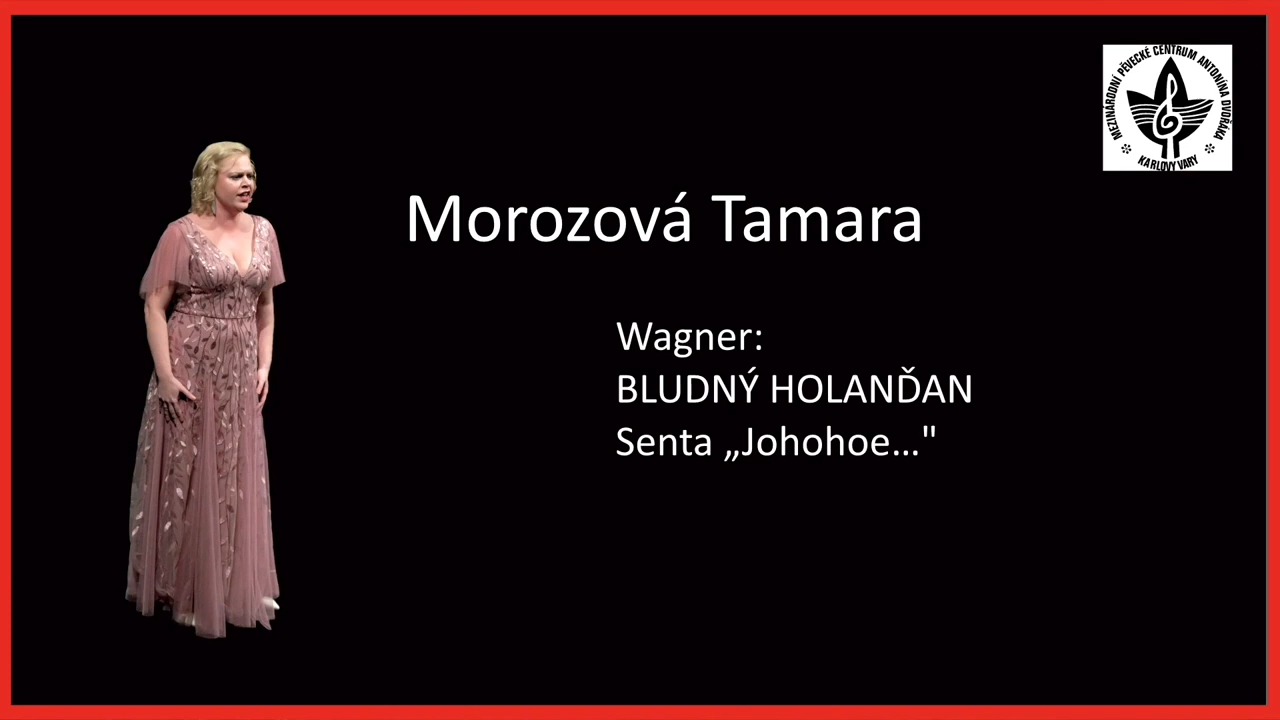 MEZINÁRODNÍ PĚVECKÉ CENTRUM ANTONÍNA DVOŘÁKA
KARLOVY VARY
Morozová Tamara
Wagner:
BLUDNÝ HOLANĎAN
Senta „Johohoe…"